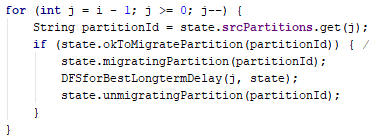 for (int j = i - 1; j >= 0; j--) {
    String partitionId = state.srcPartitions.get(j);
    if (state.okToMigratePartition(partitionId)) { /
        state.migratingPartition(partitionId);
        DFSforBestLongtermDelay(j, state);
        state.unmigratingPartition(partitionId);
    }
}